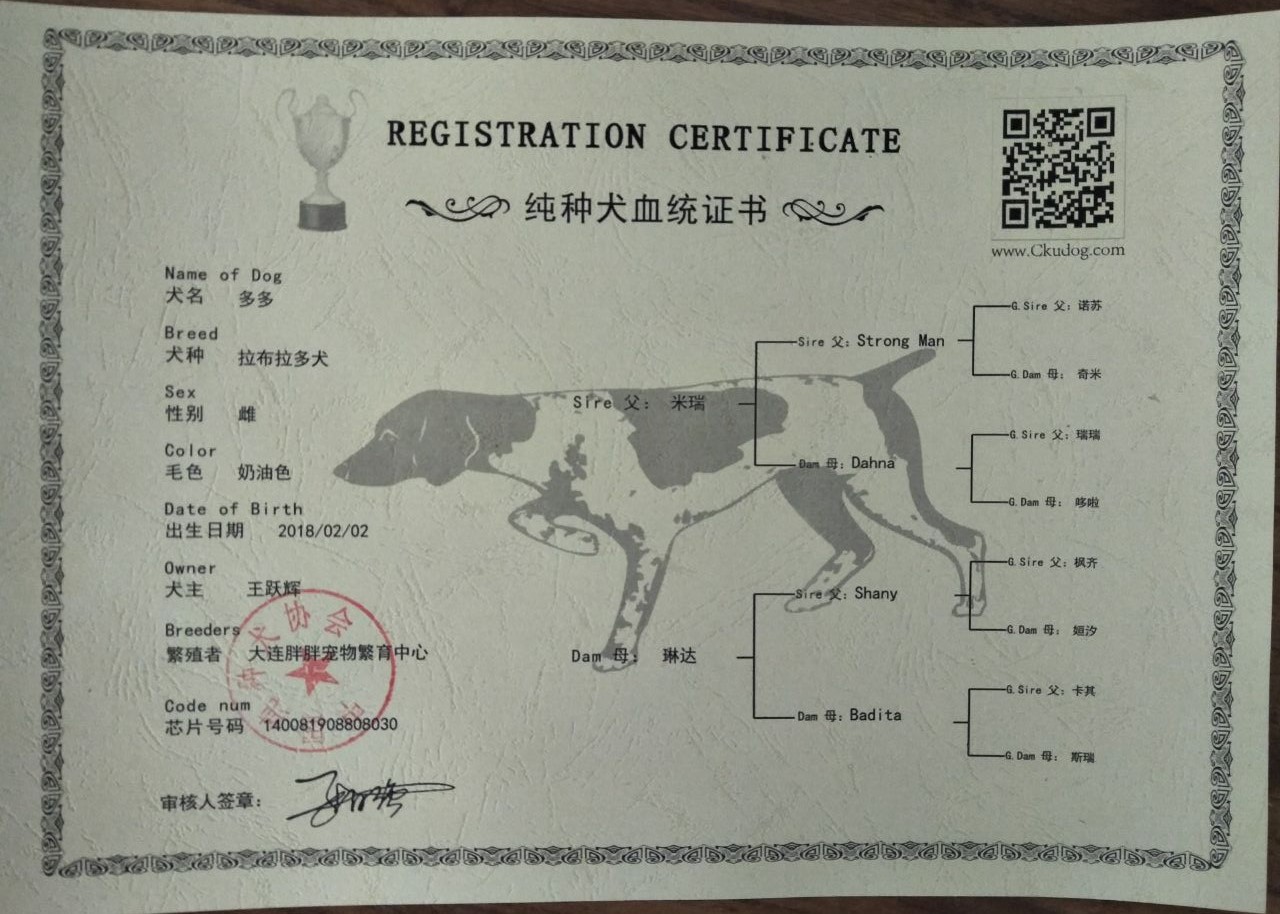 REGISTRATION CERTIFICATE
纯种犬血统证书
www.Ckudog.com
Name of Dog
犬名 多多
Breed
犬种 拉布拉多犬
Sex
性别 雌
Color
毛色 奶油色
Date of Birth
出生日期 2018/02/02
Owner
犬主 王跃辉
Breeders
繁殖者 大连胖胖宠物繁育中心
Code num
芯片号码 140081908808030
审核人签章：
Sire 父： 米瑞
Dam 母： 琳达
Sire 父：Strong Man
Dam 母：Dahna
Sire 父：Shany
Dam 母：Badita
G.Sire 父：诺苏
G.Dam 母： 奇米
G.Sire 父：瑞瑞
G.Dam 母： 哆啦
G.Sire 父：枫齐
G.Dam 母： 姮汐
G.Sire 父：卡其
G.Dam 母： 斯瑞
犬协会